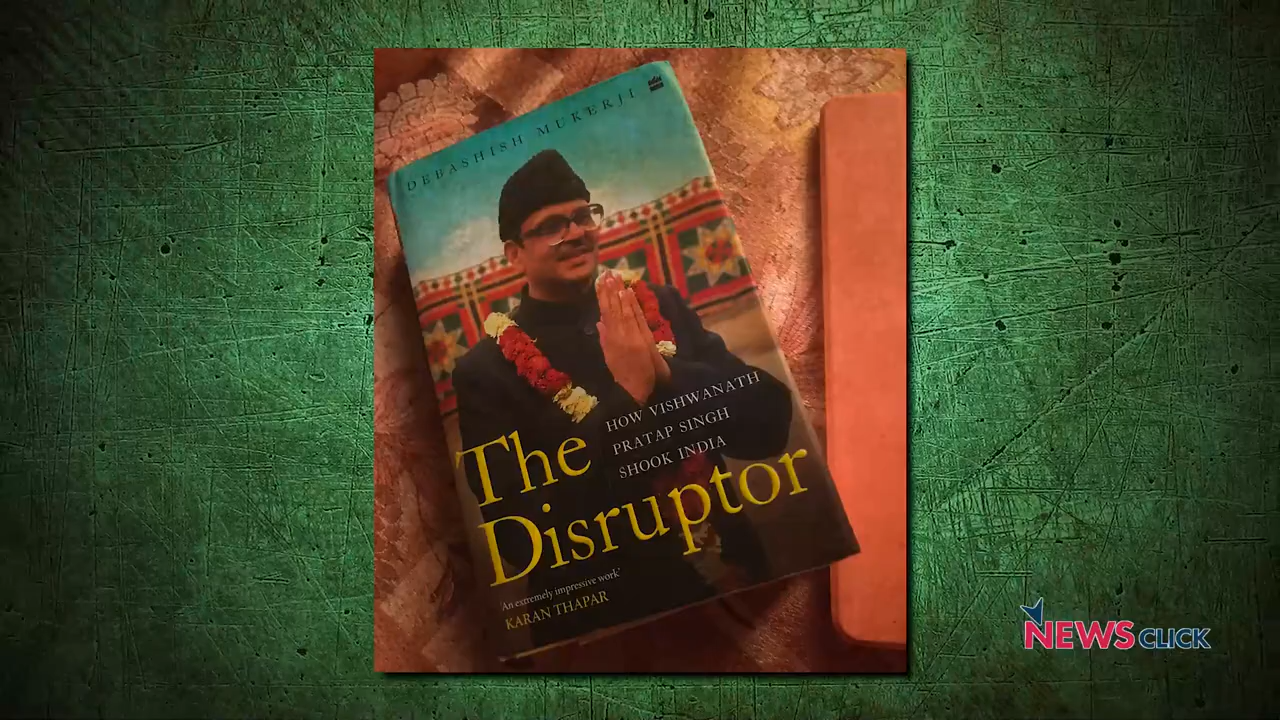 DEBASHISH MUKERJI
HOW VISHWANATH
PRATAP SINGH
SHOOK INDIA
The
Disruptor
'An extremely impressive work'
KARAN THAPAR
NEWSCLICK